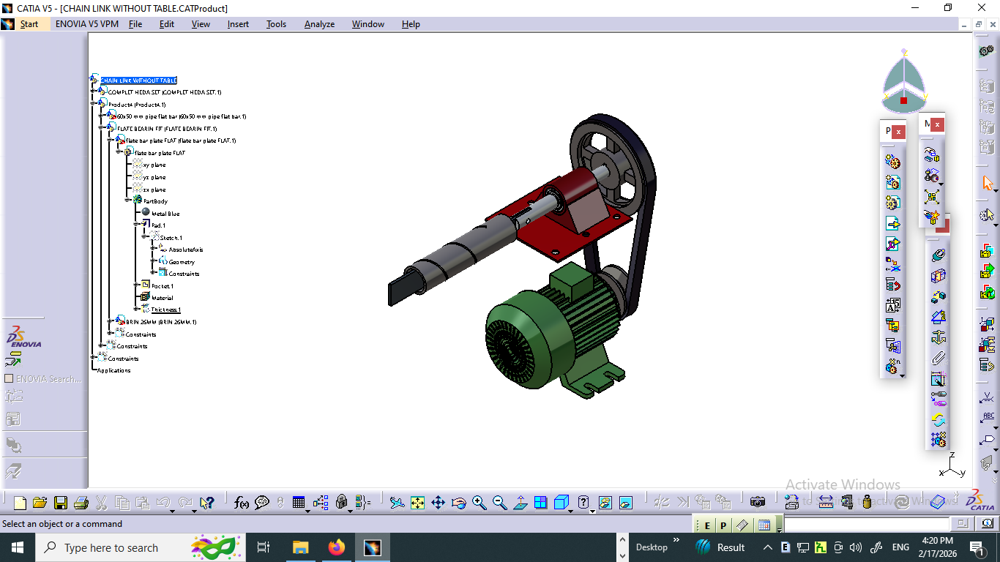 CATIA V5 - [CHAIN LINK WITHOUT TABLE.CATProduct]
Start ENOVIA V5 VPM File Edit View Insert Tools Analyze Window Help
CHAIN LINK WITHOUT TABLE
COMPLET HEDA SET (COMPLET HEDA SET.1)
Product4 (Product4.1)
60x50 mm pipe flat bar (60x50 mm pipe flat bar.1)
FLATE BEARIN FIT (FLATE BEARIN FIT.1)
flate bar plate FLAT (flate bar plate FLAT.1)
flate bar plate FLAT
xy plane
yz plane
zx plane
PartBody
Metal Blue
Pad.1
Sketch.1
AbsoluteAxis
Geometry
Constraints
Pocket.1
Material
Thickness.1
BRIN 26MM (BRIN 26MM.1)
Constraints
Constraints
Constraints
Applications
P x
M x
ENOVIA
ENOVIA Search...
z
x y
Activate Windows
CATIA
Select an object or a command
E P
Type here to search
Desktop
Result
ENG
4:20 PM
2/17/2026